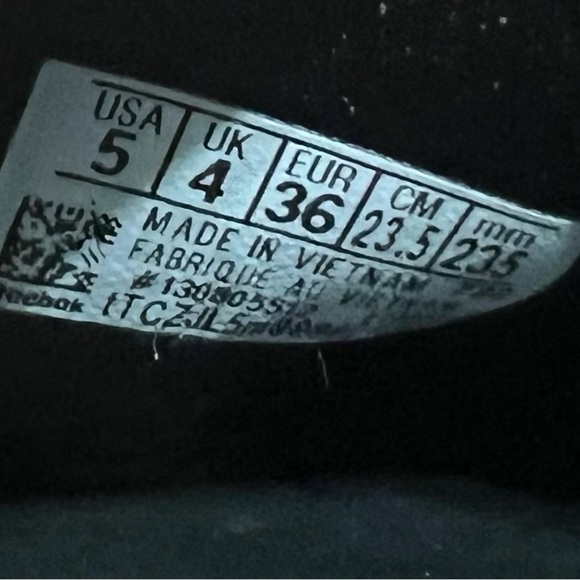 USA UK EUR CM mm
5 4 36 23.5 235
MADE IN VIETNAM
FABRIQUE AU VIETNAM
Reebok